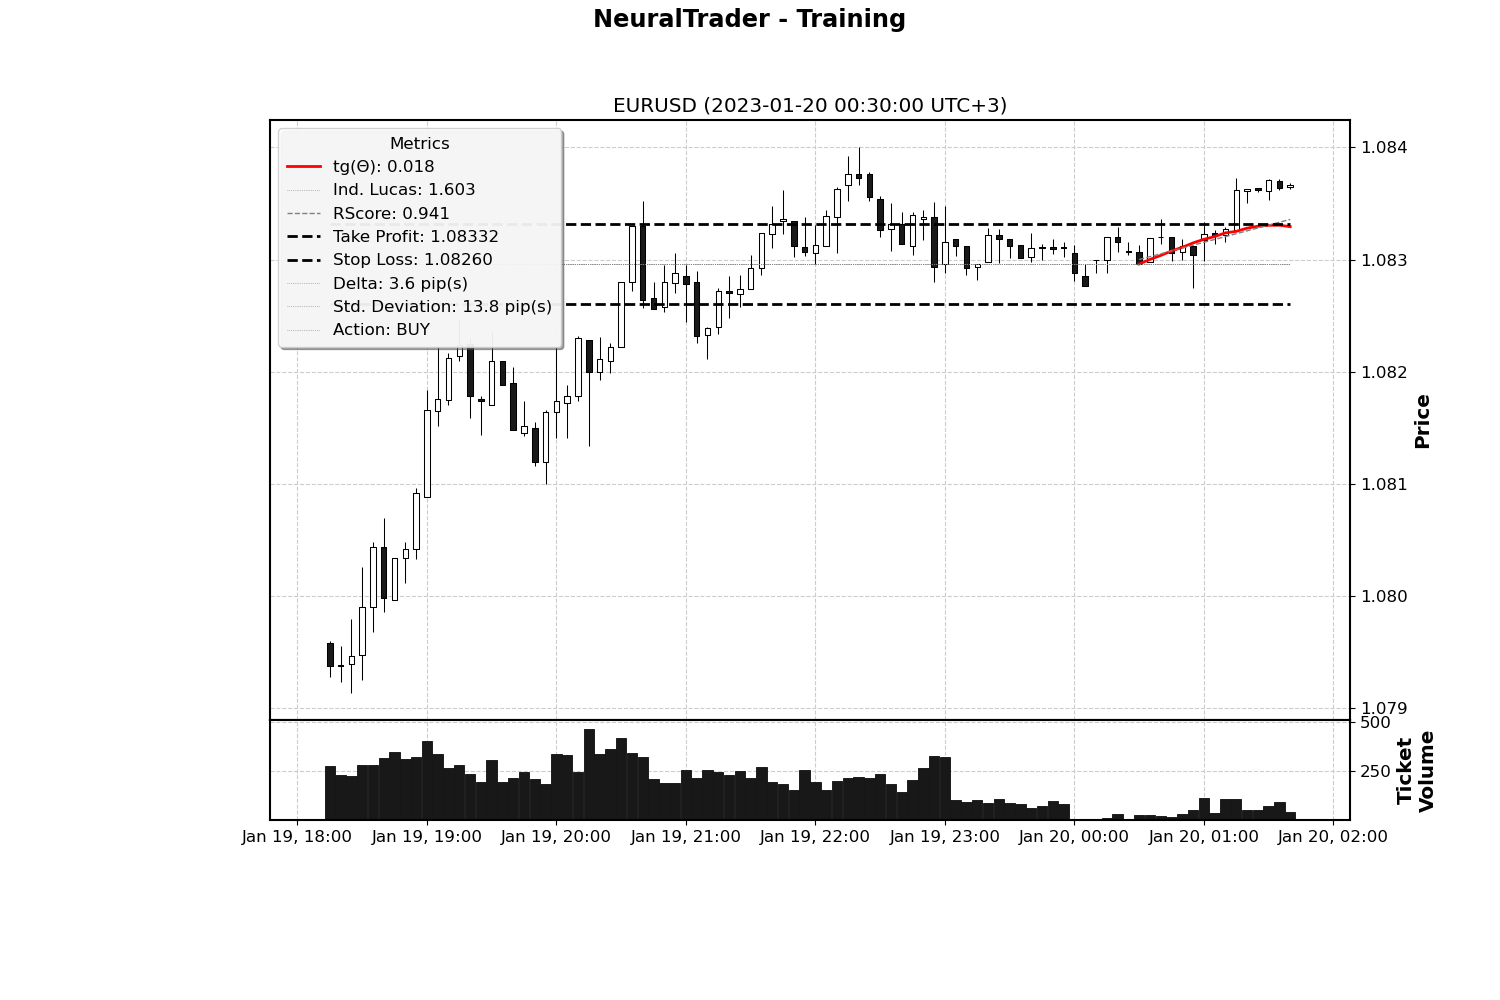 NeuralTrader - Training
EURUSD (2023-01-20 00:30:00 UTC+3)
Metrics
tg(Θ): 0.018
Ind. Lucas: 1.603
RScore: 0.941
Take Profit: 1.08332
Stop Loss: 1.08260
Delta: 3.6 pip(s)
Std. Deviation: 13.8 pip(s)
Action: BUY
1.084
1.083
1.082
1.081
1.080
1.079
Price
500
250
Ticket
Volume
Jan 19, 18:00
Jan 19, 19:00
Jan 19, 20:00
Jan 19, 21:00
Jan 19, 22:00
Jan 19, 23:00
Jan 20, 00:00
Jan 20, 01:00
Jan 20, 02:00